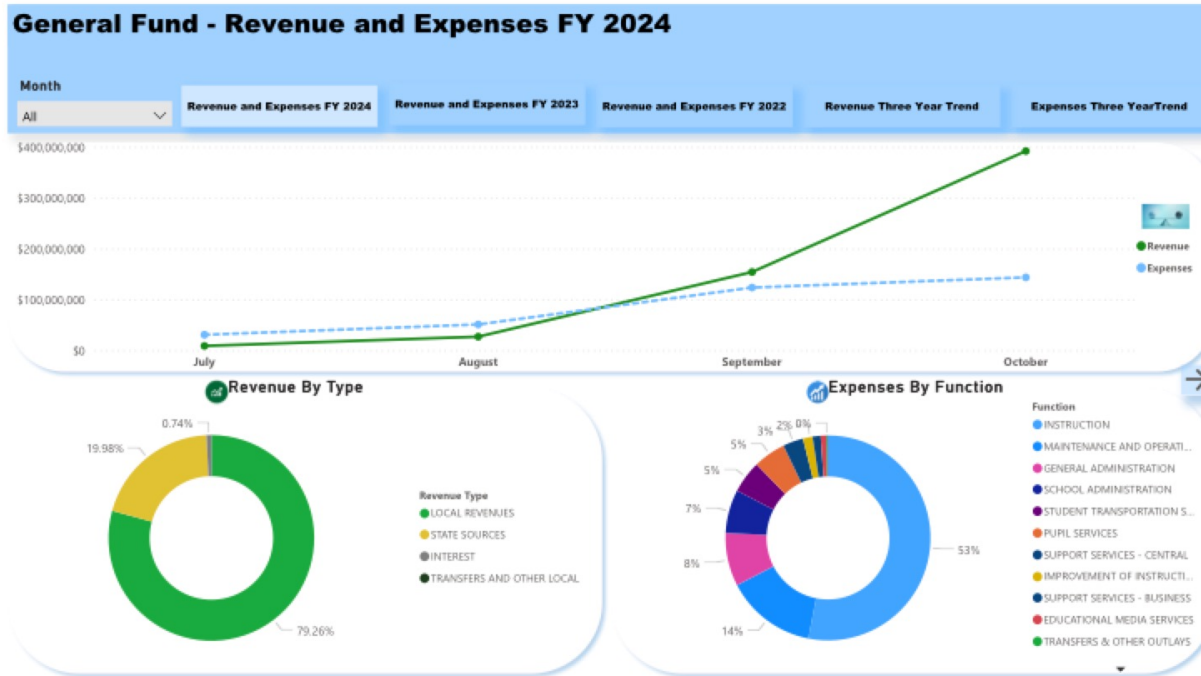 General Fund - Revenue and Expenses FY 2024
Month
All
Revenue and Expenses FY 2024
Revenue and Expenses FY 2023
Revenue and Expenses FY 2022
Revenue Three Year Trend
Expenses Three YearTrend
$400,000,000
$300,000,000
$200,000,000
$100,000,000
$0
July
August
September
October
Revenue
Expenses
Revenue By Type
0.74%
19.98%
79.26%
Revenue Type
LOCAL REVENUES
STATE SOURCES
INTEREST
TRANSFERS AND OTHER LOCAL
Expenses By Function
0%
2%
3%
5%
5%
7%
8%
14%
53%
Function
INSTRUCTION
MAINTENANCE AND OPERATI...
GENERAL ADMINISTRATION
SCHOOL ADMINISTRATION
STUDENT TRANSPORTATION S...
PUPIL SERVICES
SUPPORT SERVICES - CENTRAL
IMPROVEMENT OF INSTRUCTI...
SUPPORT SERVICES - BUSINESS
EDUCATIONAL MEDIA SERVICES
TRANSFERS & OTHER OUTLAYS